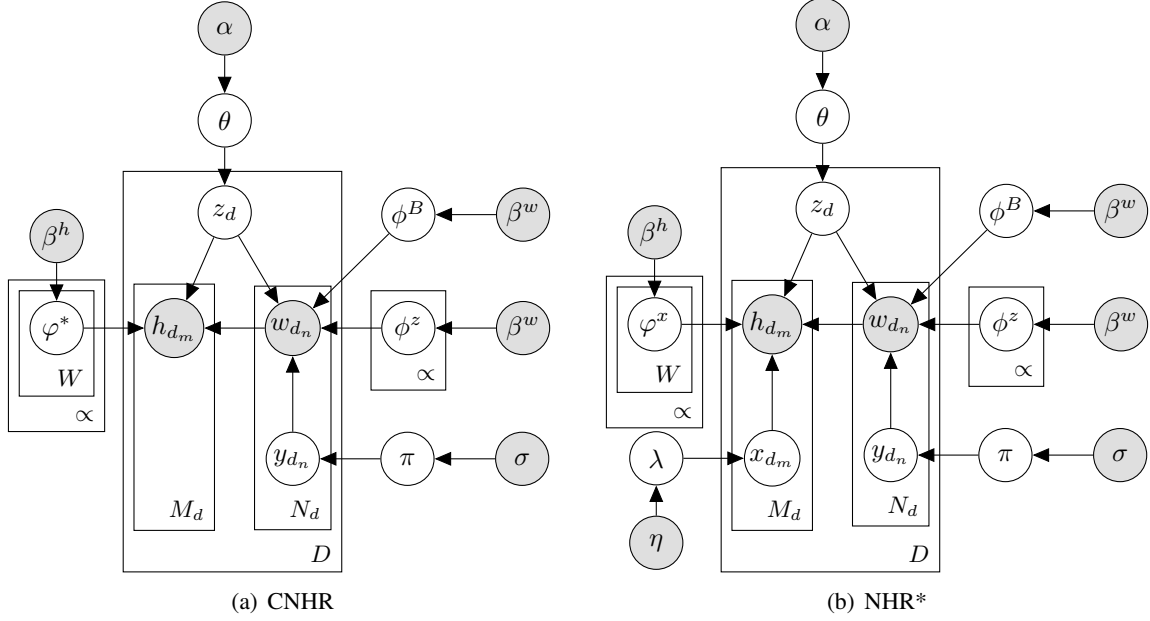 α
θ
z_d
ϕ^B
β^w
β^h
φ^*
h_{d_m}
w_{d_n}
ϕ^z
β^w
W
∝
∝
y_{d_n}
π
σ
M_d
N_d
D
(a) CNHR
α
θ
z_d
ϕ^B
β^w
β^h
φ^x
h_{d_m}
w_{d_n}
ϕ^z
β^w
W
∝
∝
λ
x_{d_m}
y_{d_n}
π
σ
M_d
N_d
η
D
(b) NHR*